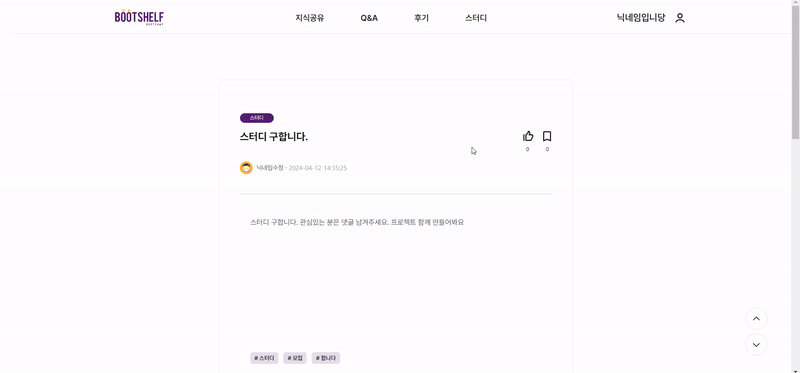 BOOTSHELF
지식공유 Q&A 후기 스터디 닉네임입니당
스터디
스터디 구합니다.
0 0
닉네임수정 · 2024-04-12 14:35:25
스터디 구합니다. 관심있는 분은 댓글 남겨주세요. 프로젝트 함께 만들어봐요
# 스터디 # 모집 # 합니다